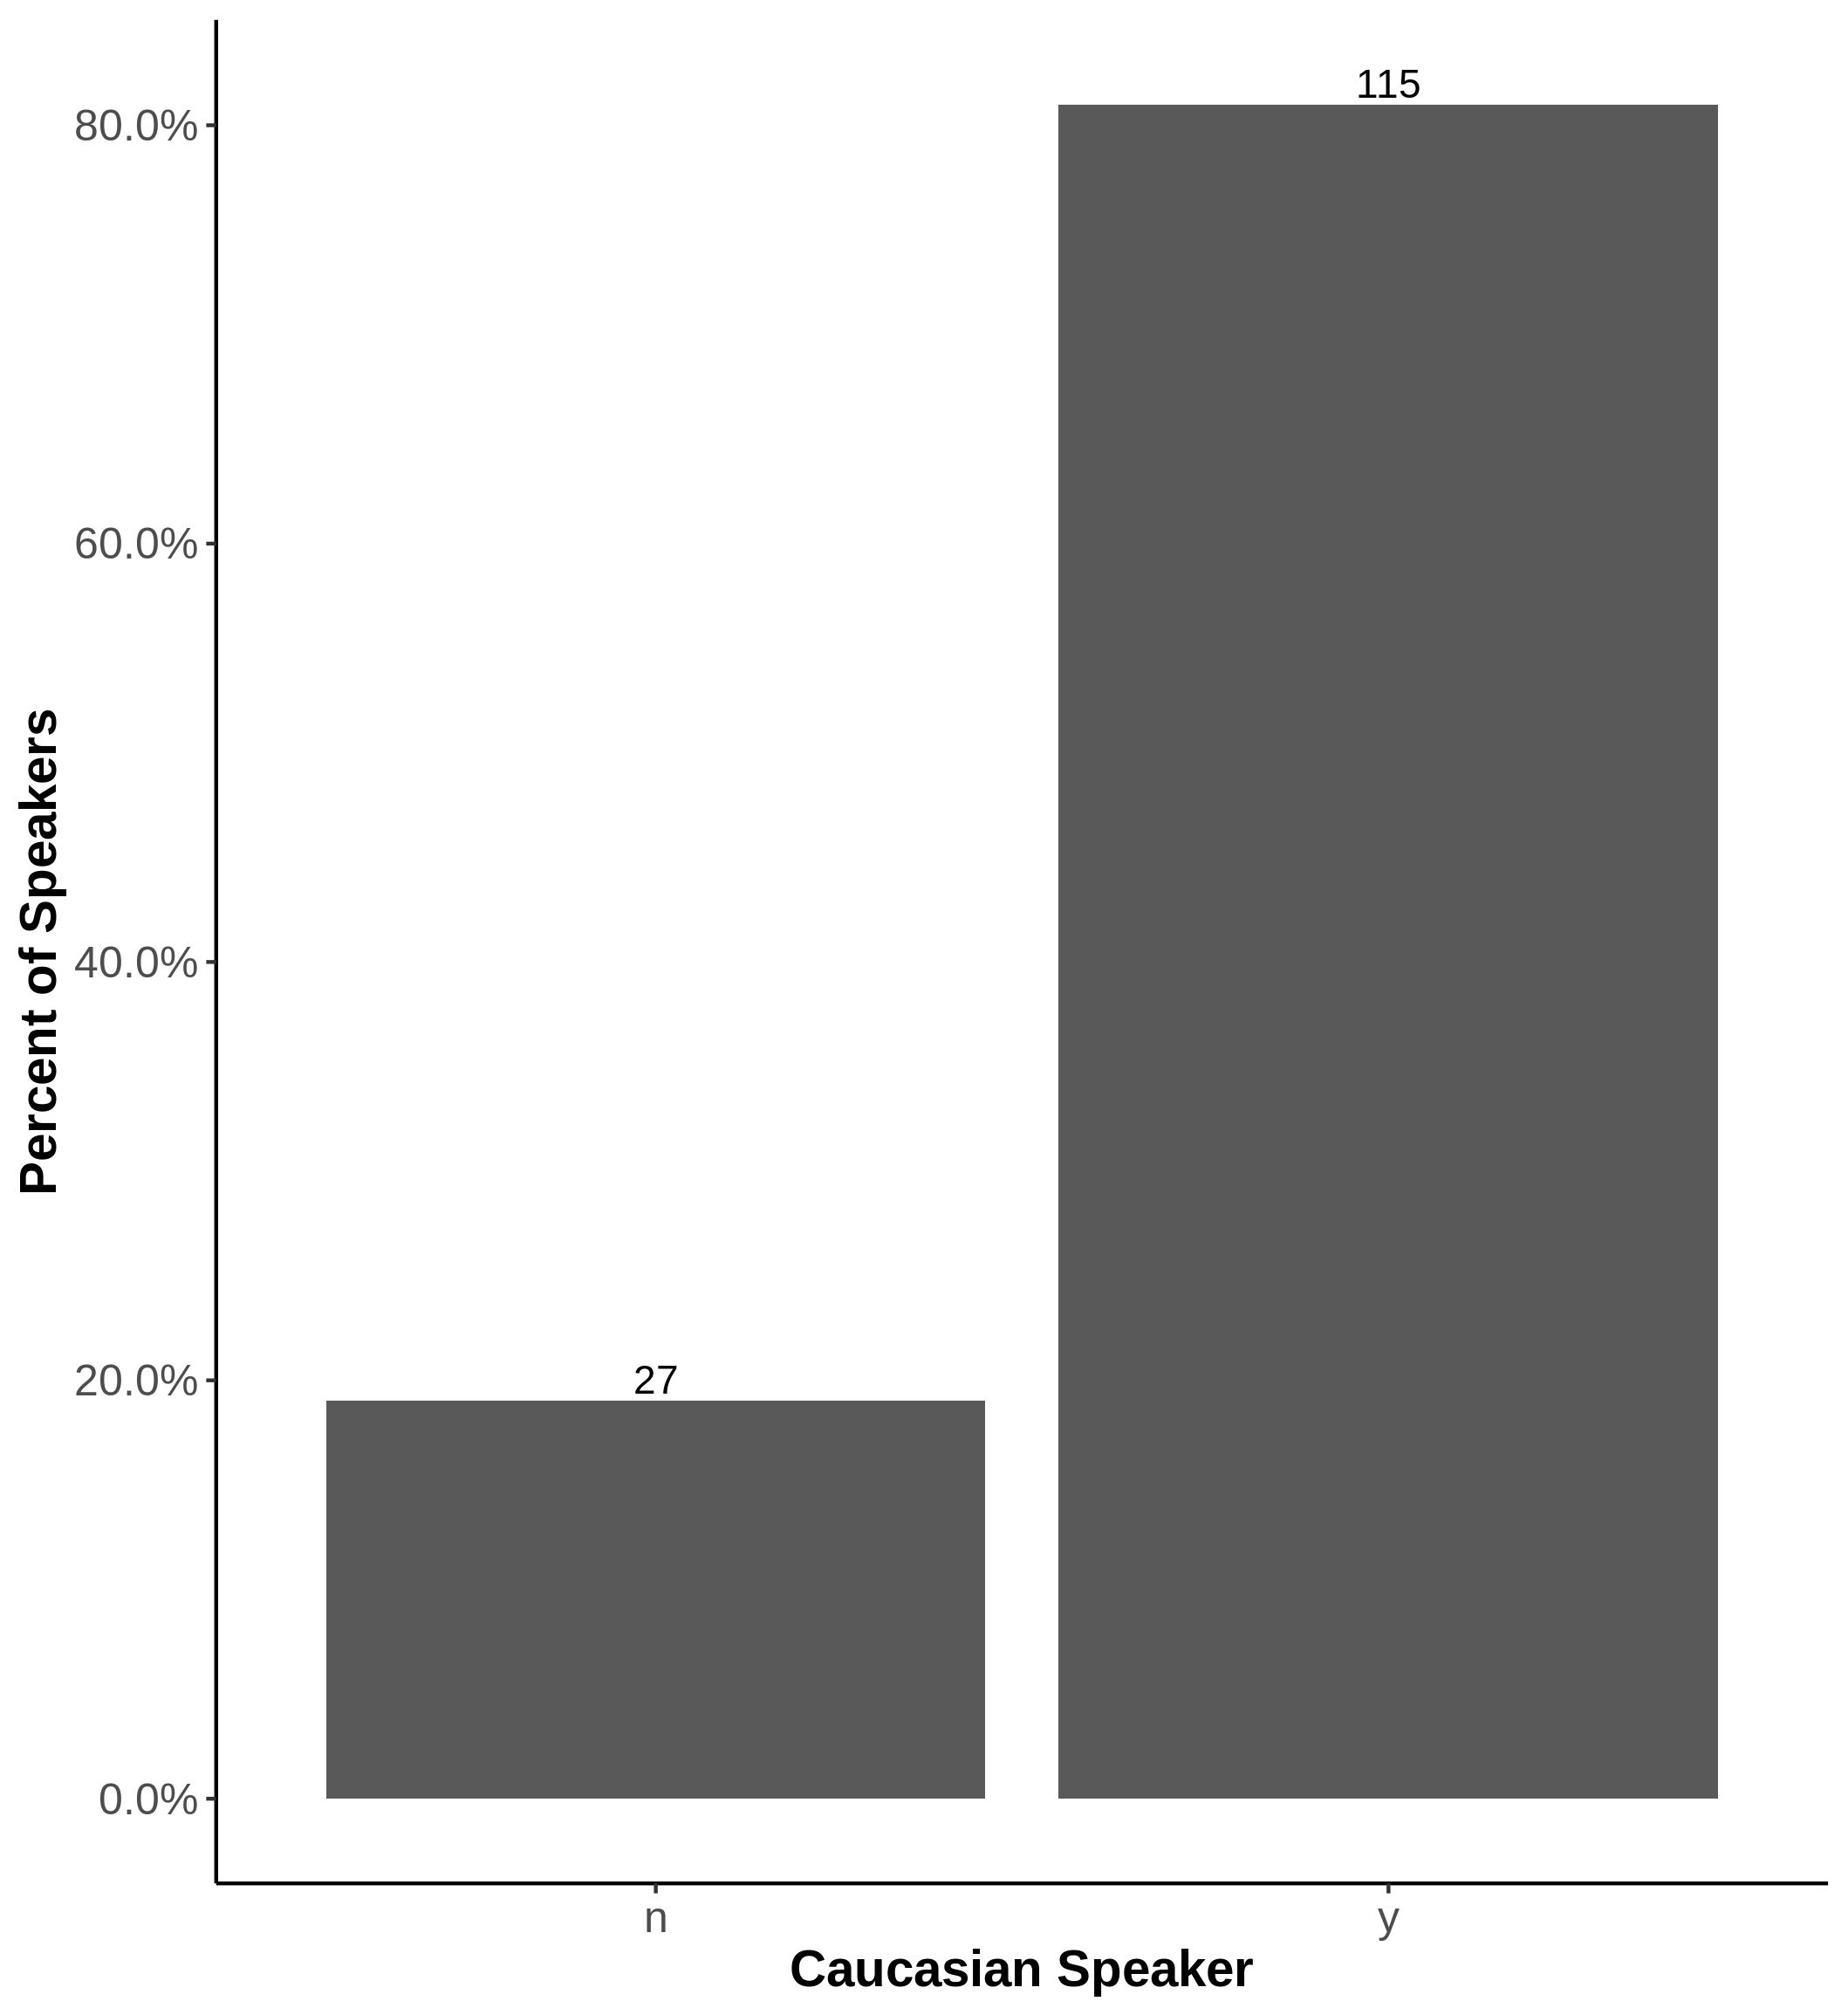 115
80.0%
60.0%
40.0%
27
20.0%
0.0%
Percent of Speakers
n
y
Caucasian Speaker